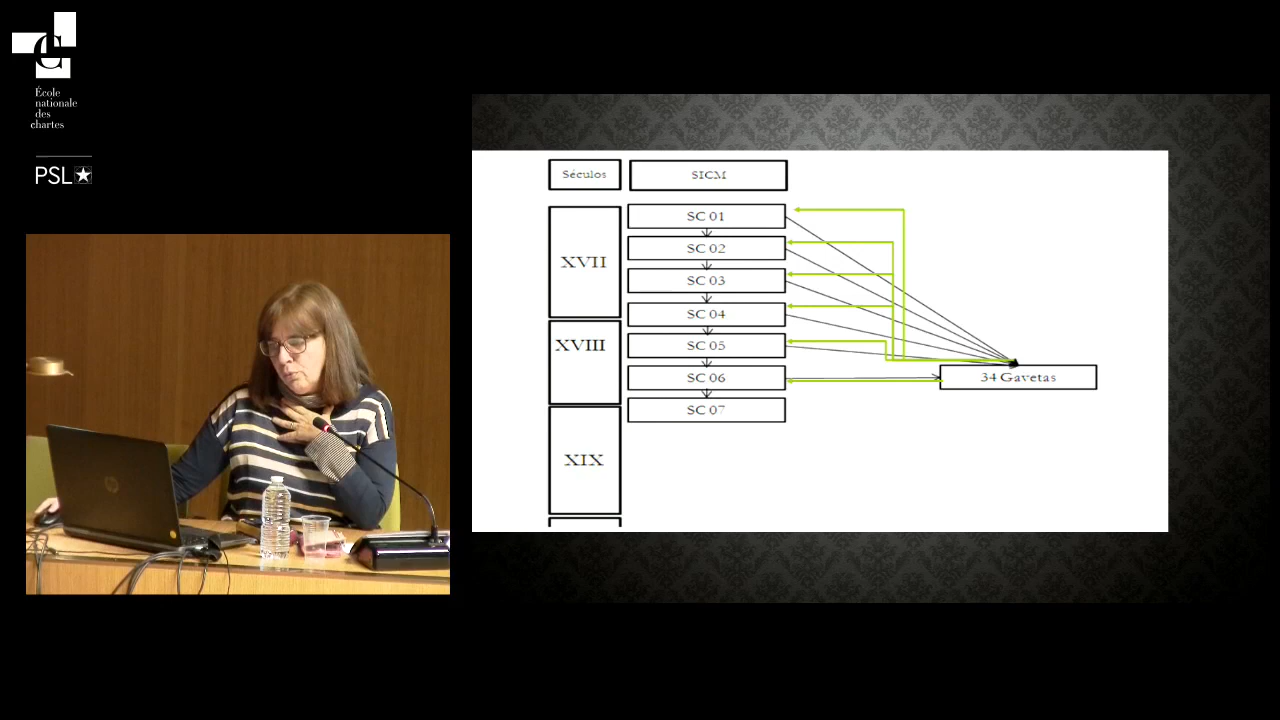 École
nationale
des
chartes
PSL
Séculos
SICM
XVII
XVIII
XIX
SC 01
SC 02
SC 03
SC 04
SC 05
SC 06
SC 07
34 Gavetas